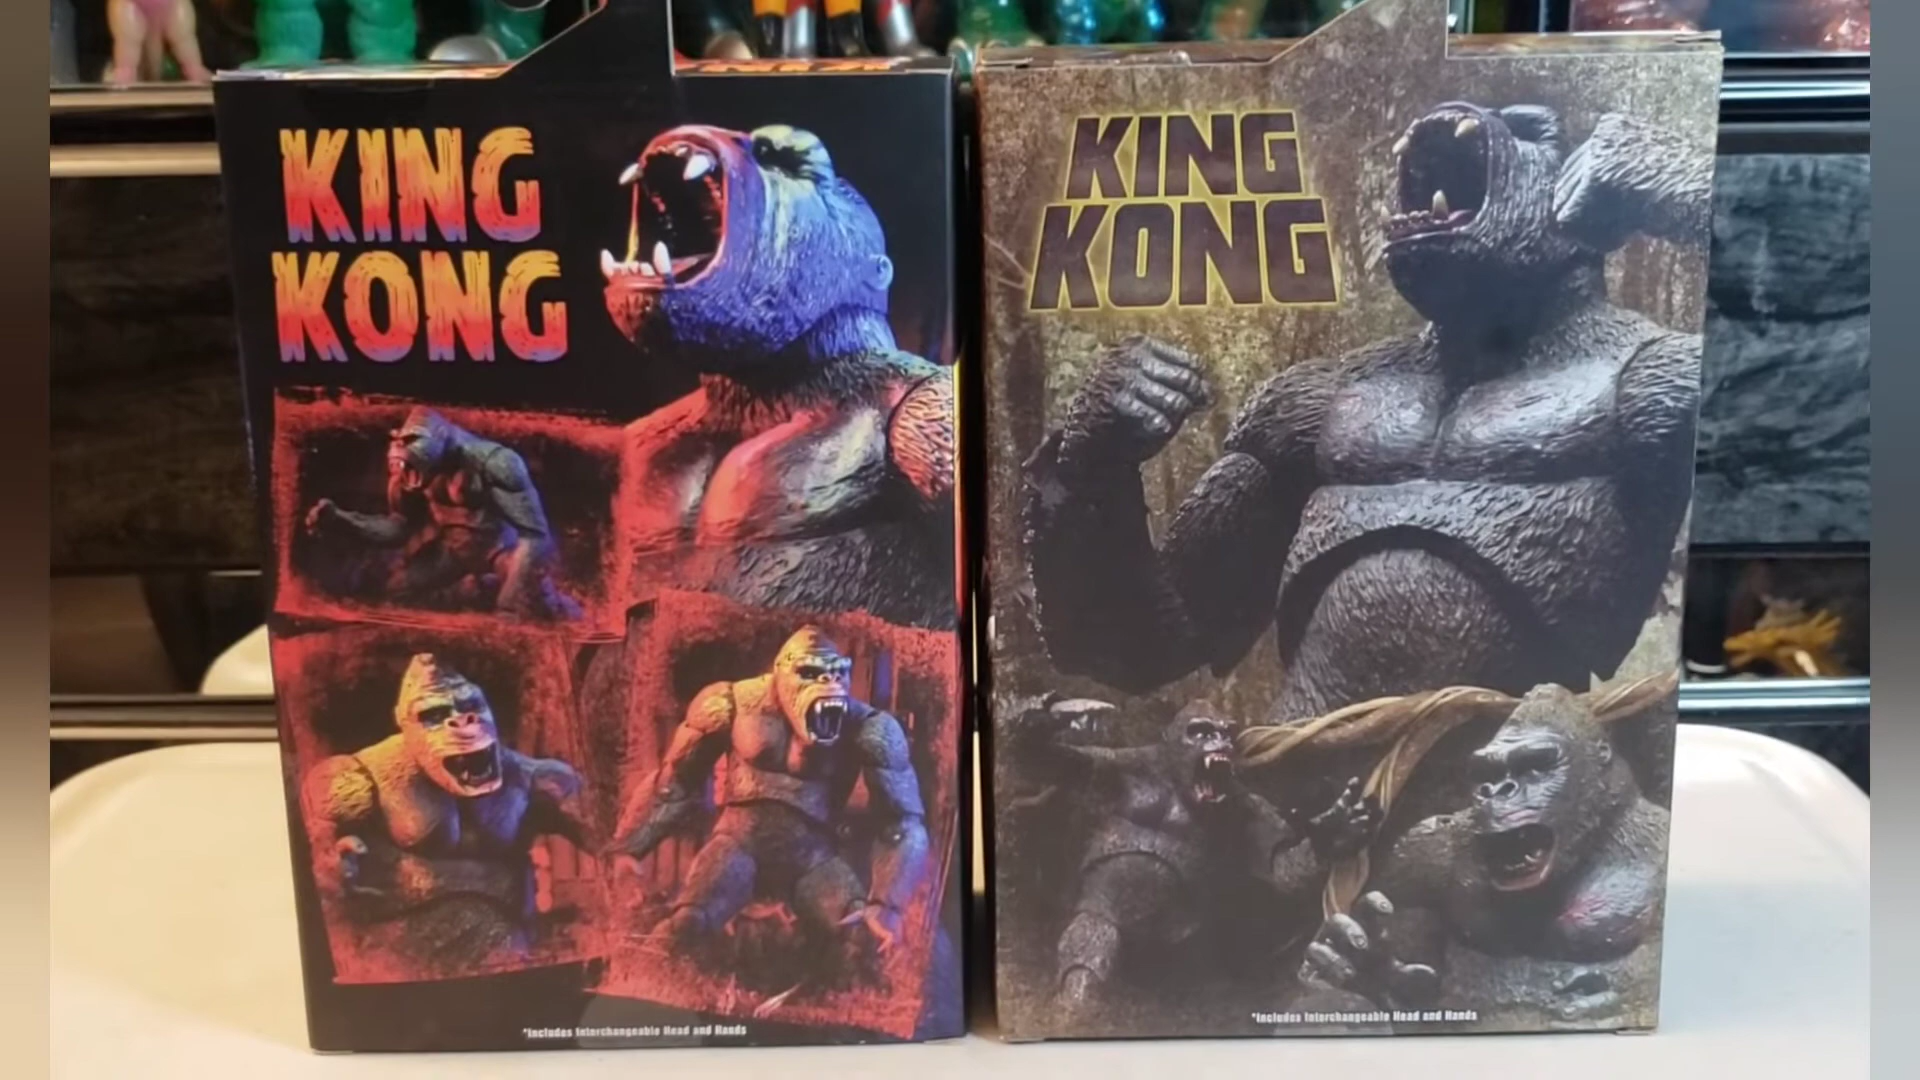 KING
KONG
*Includes Interchangeable Head and Hands
KING
KONG
*Includes Interchangeable Head and Hands